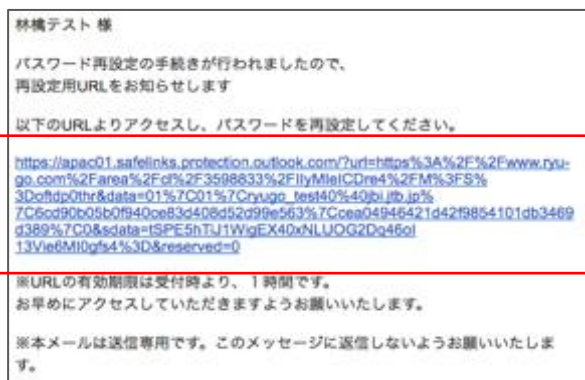 林檎テスト 様
パスワード再設定の手続きが行われましたので、
再設定用URLをお知らせします
以下のURLよりアクセスし、パスワードを再設定してください。
https://apac01.safelinks.protection.outlook.com/?url=https%3A%2F%2Fwww.ryu-
go.com%2Farea%2Fcl%2F3598833%2FIlyMleICDre4%2FM%3FS%
3Doftdp0thr&data=01%7C01%7Cryugo_test40%40jbi.jtb.jp%
7C6cd90b05b0f940ce83d408d52d99e563%7Ccea04946421d42f9854101db3469
d389%7C0&sdata=tSPE5hTiJ1WigEX40xNLUOG2Dq46oI
13Vie6MI0gfs4%3D&reserved=0
※URLの有効期限は受付時より、１時間です。
お早めにアクセスしていただきますようお願いいたします。
※本メールは送信専用です。このメッセージに返信しないようお願いいたしま
す。